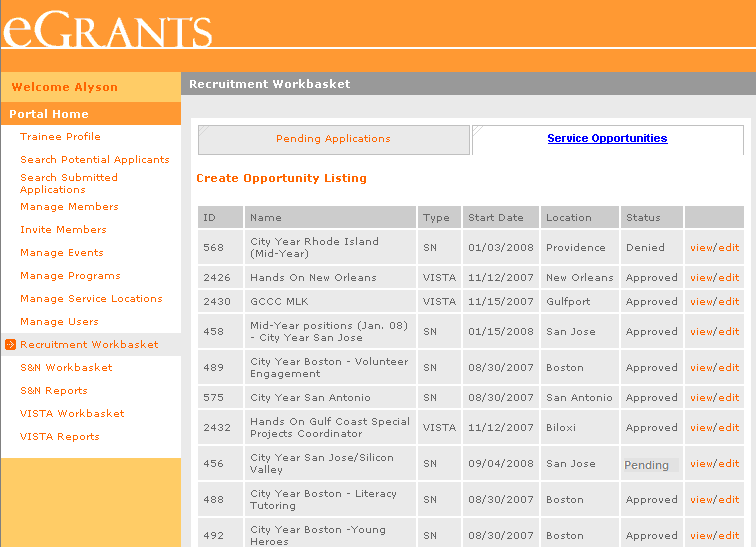 eGRANTS
Welcome Alyson
Recruitment Workbasket
Portal Home
Trainee Profile
Search Potential Applicants
Search Submitted
Applications
Manage Members
Invite Members
Manage Events
Manage Programs
Manage Service Locations
Manage Users
Recruitment Workbasket
S&N Workbasket
S&N Reports
VISTA Workbasket
VISTA Reports
Pending Applications
Service Opportunities
Create Opportunity Listing
ID Name Type Start Date Location Status
568 City Year Rhode Island (Mid-Year) SN 01/03/2008 Providence Denied view/edit
2426 Hands On New Orleans VISTA 11/12/2007 New Orleans Approved view/edit
2430 GCCC MLK VISTA 11/15/2007 Gulfport Approved view/edit
458 Mid-Year positions (Jan. 08) - City Year San Jose SN 01/15/2008 San Jose Approved view/edit
489 City Year Boston - Volunteer Engagement SN 08/30/2007 Boston Approved view/edit
575 City Year San Antonio SN 08/30/2007 San Antonio Approved view/edit
2432 Hands On Gulf Coast Special Projects Coordinator VISTA 11/12/2007 Biloxi Approved view/edit
456 City Year San Jose/Silicon Valley SN 09/04/2008 San Jose Pending view/edit
488 City Year Boston - Literacy Tutoring SN 08/30/2007 Boston Approved view/edit
492 City Year Boston -Young Heroes SN 08/30/2007 Boston Approved view/edit